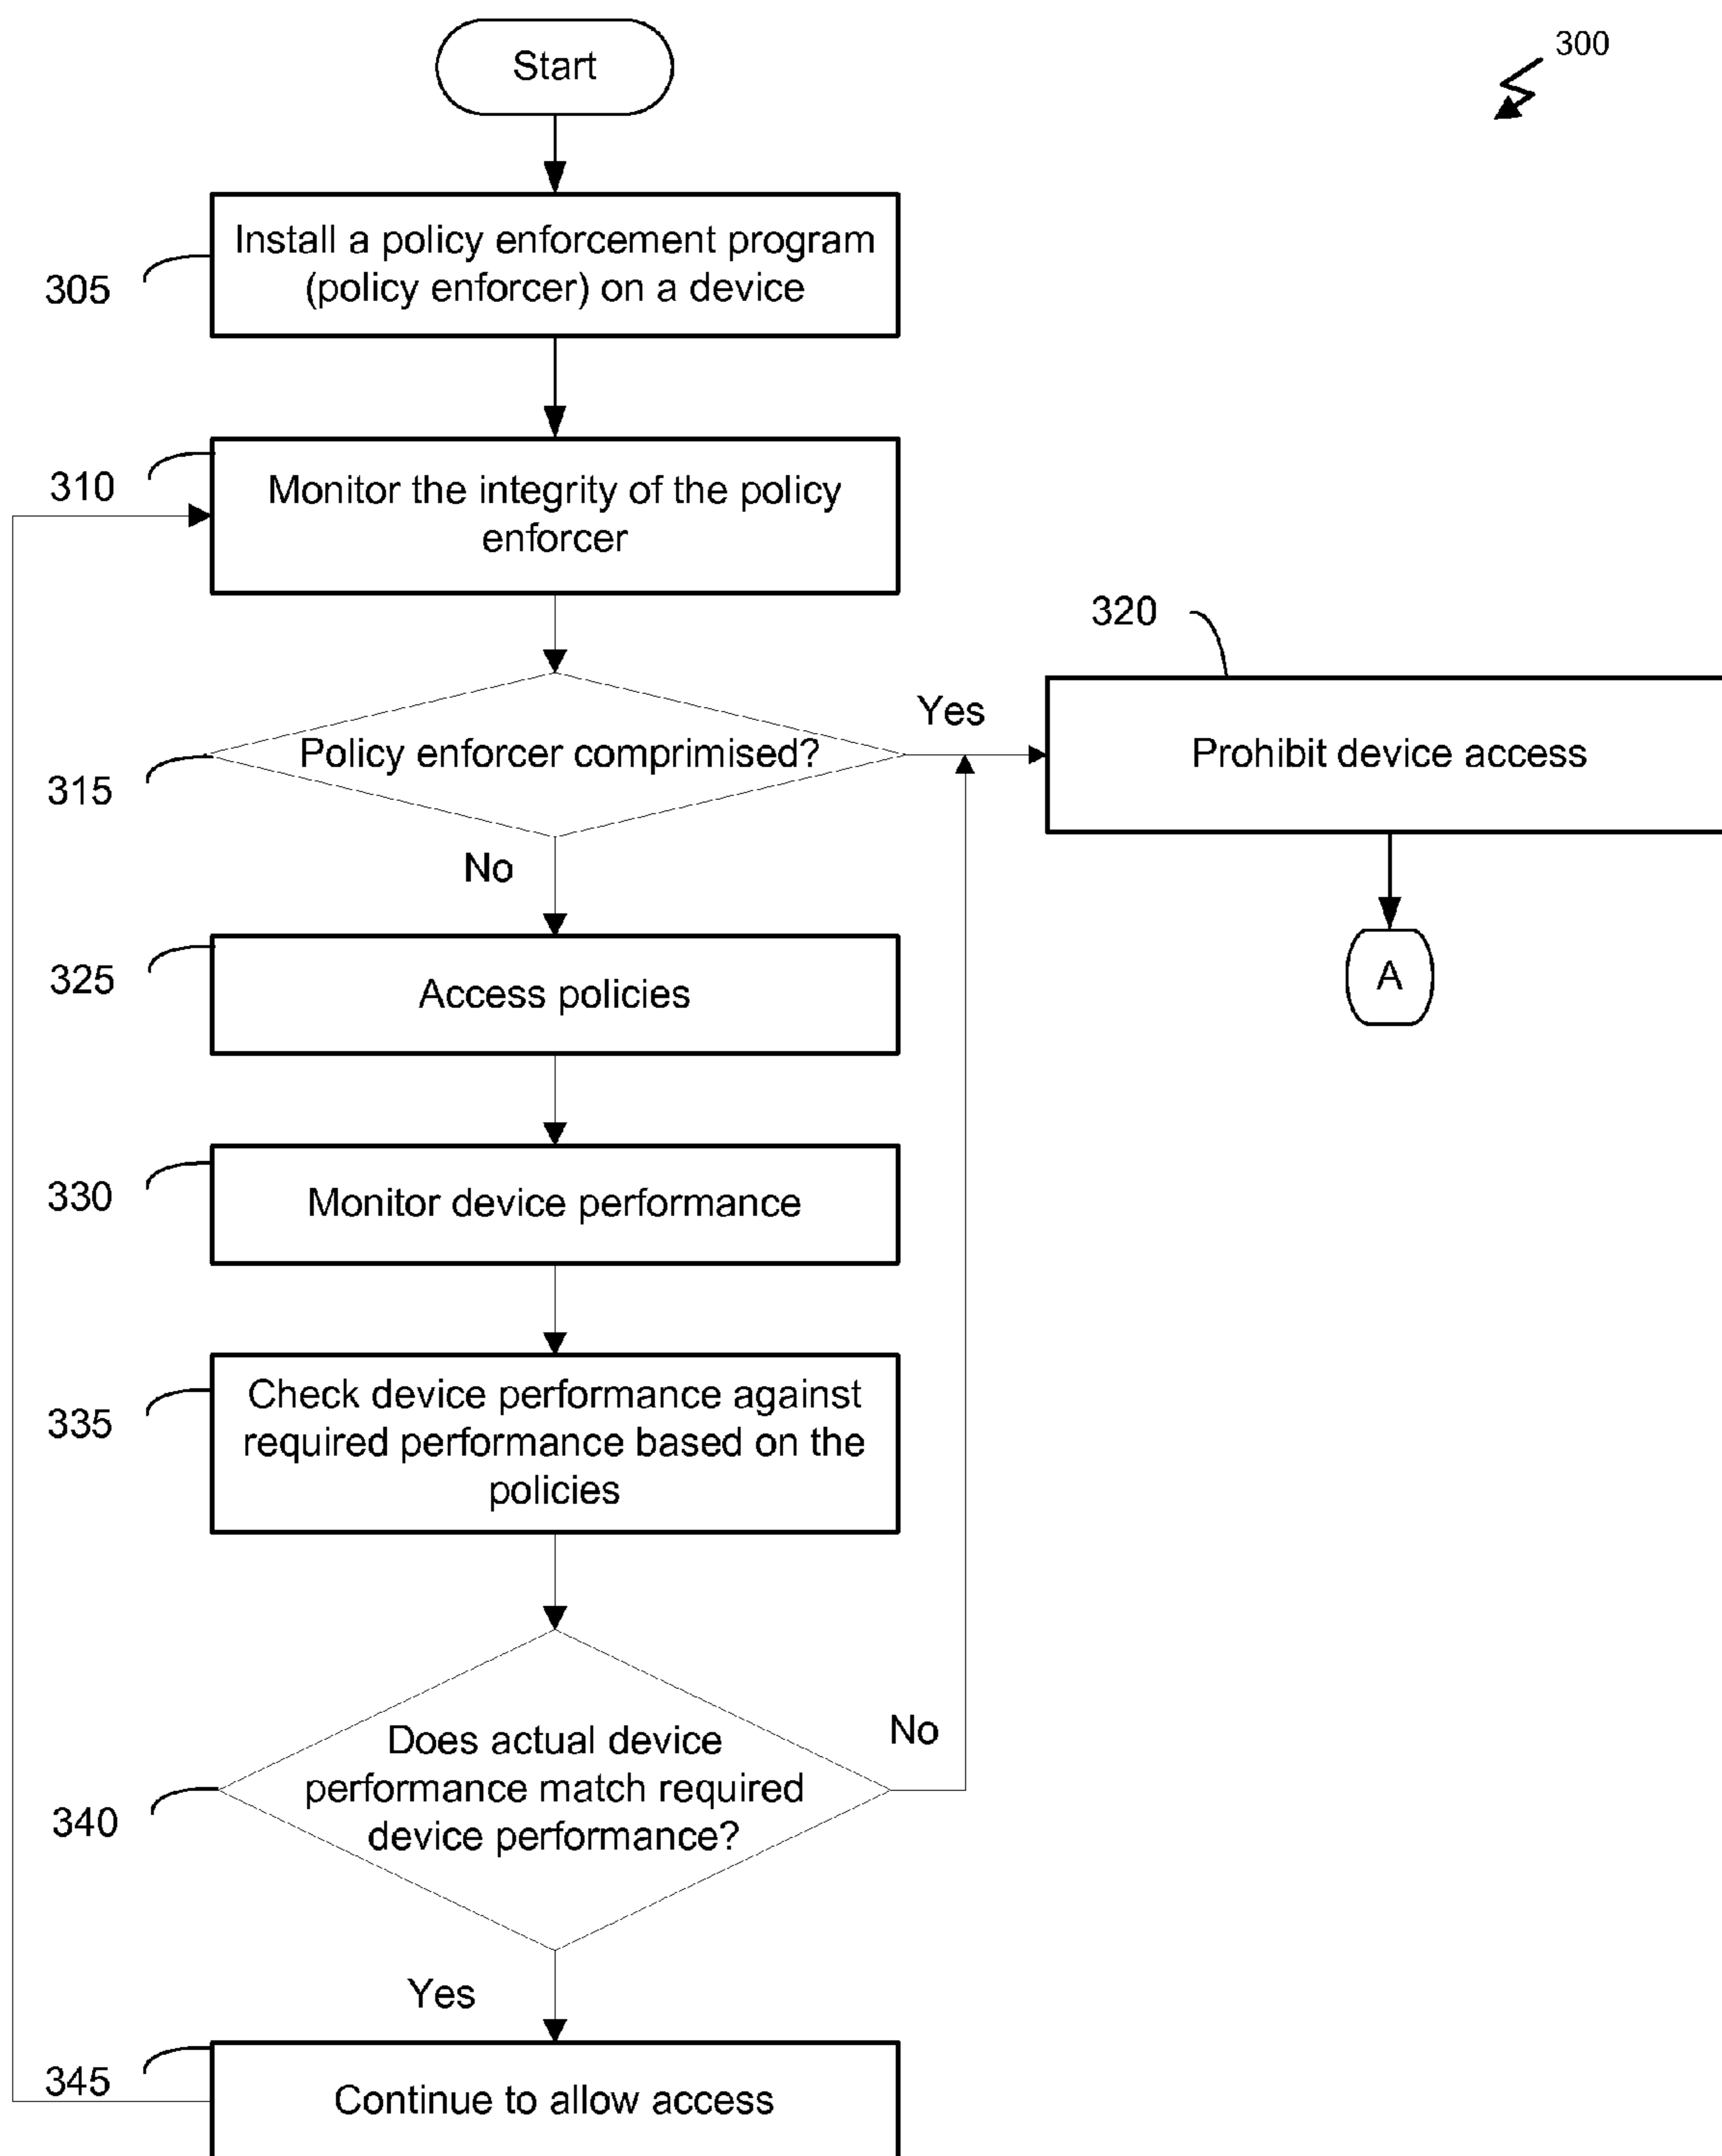 Start
300
Install a policy enforcement program
(policy enforcer) on a device
305
310
Monitor the integrity of the policy
enforcer
320
Yes
Policy enforcer comprimised?
Prohibit device access
315
No
325
Access policies
A
330
Monitor device performance
335
Check device performance against
required performance based on the
policies
No
Does actual device
performance match required
device performance?
340
Yes
345
Continue to allow access